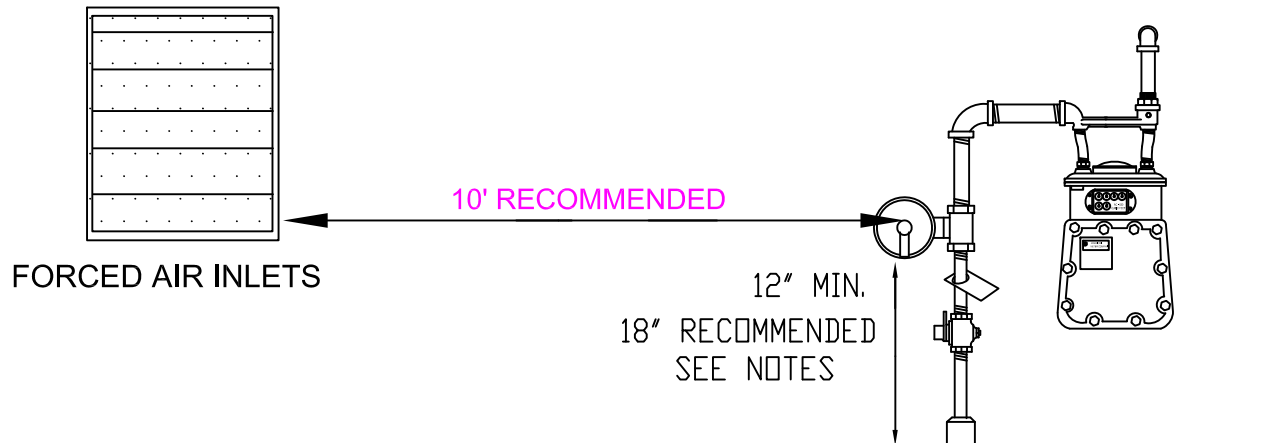 10' RECOMMENDED
FORCED AIR INLETS
12" MIN.
18" RECOMMENDED
SEE NOTES